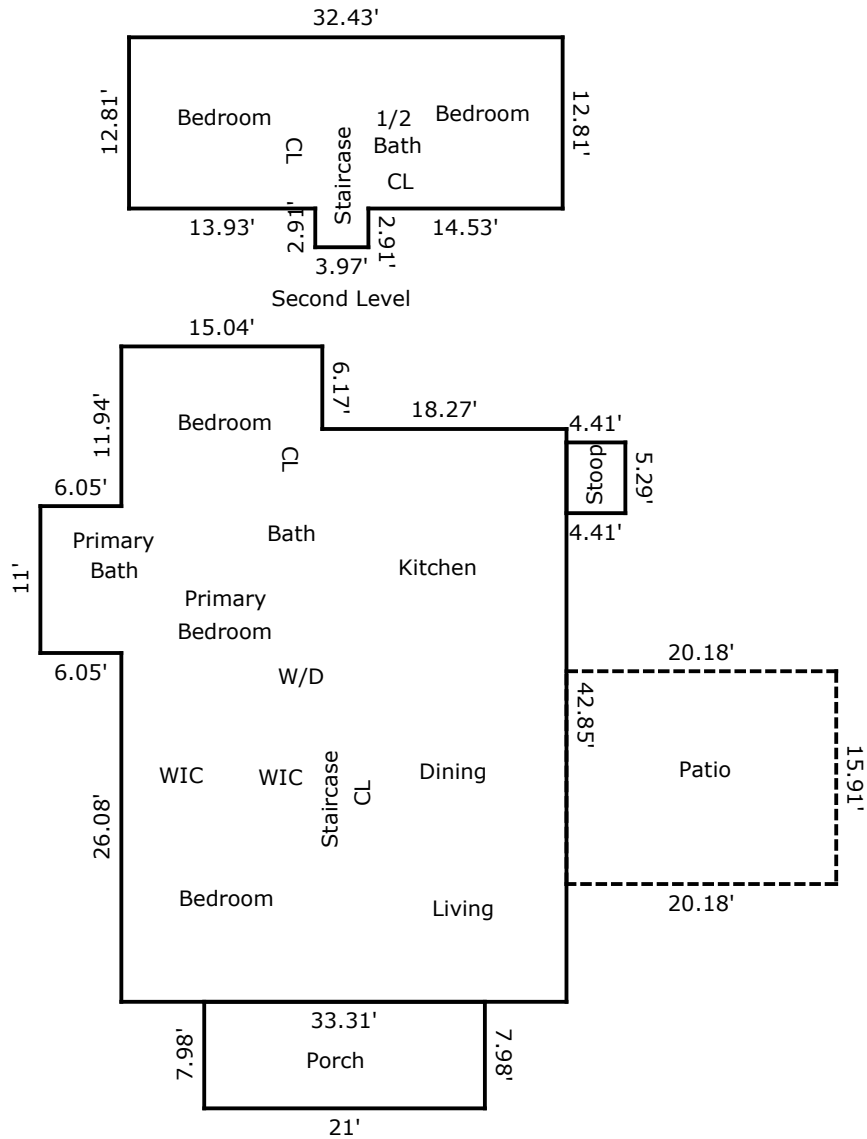 32.43'
12.81'
Bedroom
CL
Staircase
1/2
Bath
CL
Bedroom
12.81'
13.93'
2.91'
3.97'
2.91'
14.53'
Second Level
15.04'
11.94'
Bedroom
CL
6.17'
18.27'
4.41'
Stoop
5.29'
4.41'
6.05'
Primary
Bath
11'
6.05'
Bath
Kitchen
Primary
Bedroom
W/D
20.18'
42.85'
Patio
15.91'
20.18'
WIC
WIC
Staircase
CL
Dining
26.08'
Bedroom
Living
33.31'
7.98'
Porch
7.98'
21'